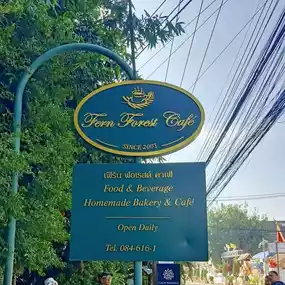 Fern Forest Café
SINCE 2071
เฟิร์น ฟอเรสต์ คาเฟ่
Food & Beverage
Homemade Bakery & Café
Open Daily
Tel. 084-616-1